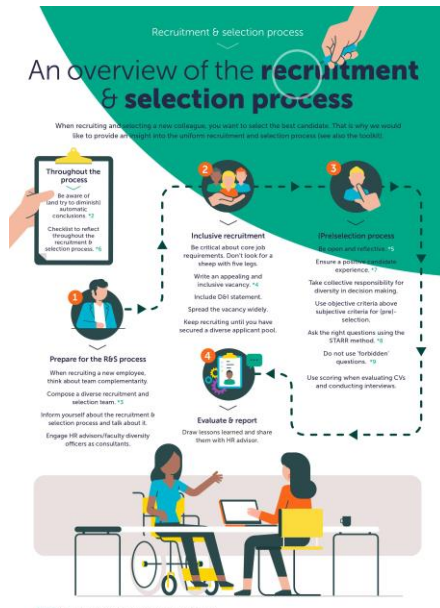 Recruitment & selection process
An overview of the recruitment
& selection process
When recruiting and selecting a new colleague, you want to select the best candidate. That is why we would
like to provide an insight into the uniform recruitment and selection process (see also the toolkit).
Throughout the
process
Be aware of
(and try to diminish)
automatic
conclusions. *2
Checklist to reflect
throughout the
recruitment &
selection process. *6
1
Prepare for the R&S process
When recruiting a new employee,
think about team complementarity.
Compose a diverse recruitment and
selection team. *3
Inform yourself about the recruitment &
selection process and talk about it.
Engage HR advisors/faculty diversity
officers as consultants.
2
Inclusive recruitment
Be critical about core job
requirements. Don't look for a
sheep with five legs.
Write an appealing and
inclusive vacancy. *4
Include D&I statement.
Spread the vacancy widely.
Keep recruiting until you have
secured a diverse applicant pool.
3
(Pre)selection process
Be open and reflective. *5
Ensure a positive candidate
experience. *7
Take collective responsibility for
diversity in decision making.
Use objective criteria above
subjective criteria for (pre)-
selection.
Ask the right questions using the
STARR method. *8
Do not use 'forbidden'
questions. *9
Use scoring when evaluating CVs
and conducting interviews.
4
Evaluate & report
Draw lessons learned and share
them with HR advisor.